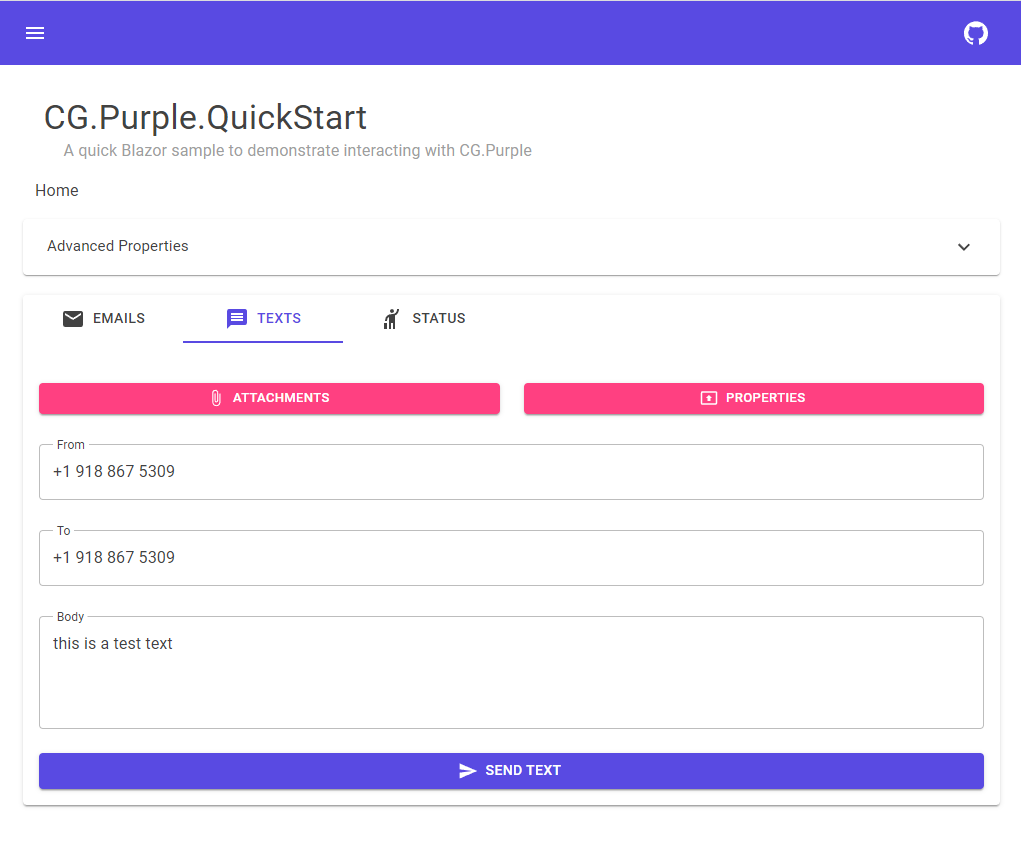 CG.Purple.QuickStart
A quick Blazor sample to demonstrate interacting with CG.Purple
Home
Advanced Properties
EMAILS TEXTS STATUS
ATTACHMENTS PROPERTIES
From
+1 918 867 5309
To
+1 918 867 5309
Body
this is a test text
SEND TEXT